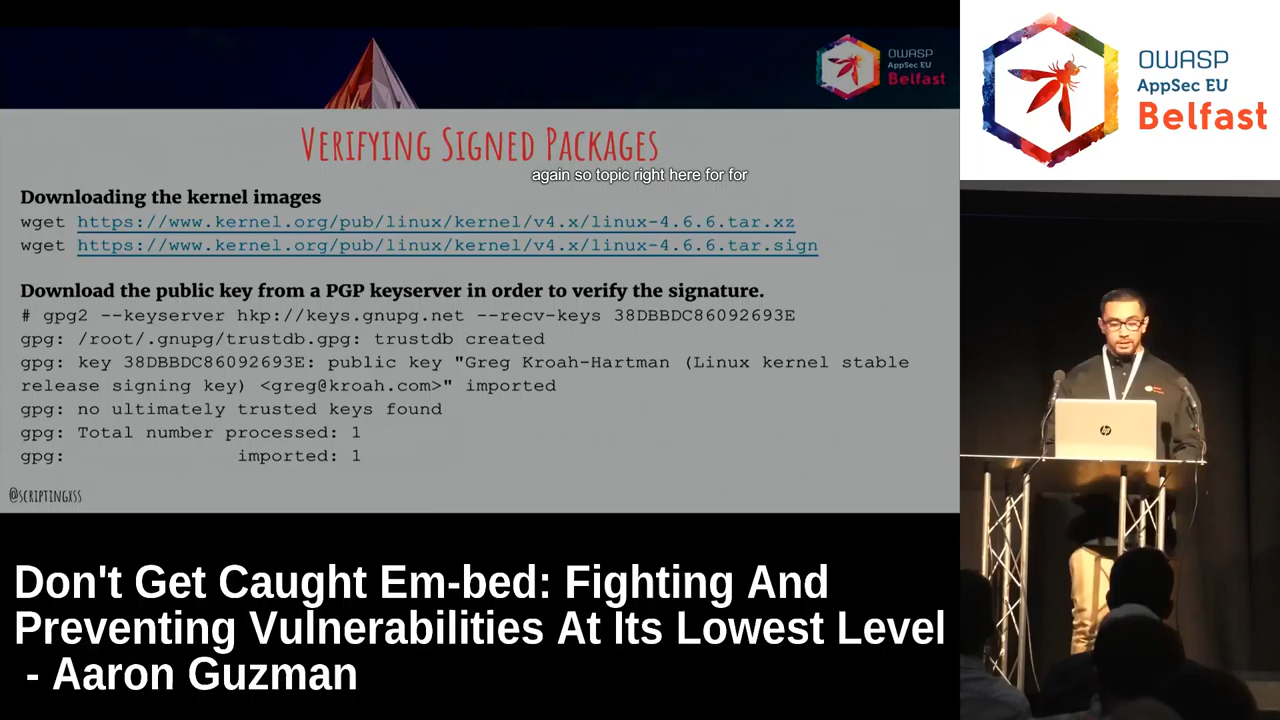 OWASP
AppSec EU
Belfast
OWASP
AppSec EU
Belfast
Verifying Signed Packages
again so topic right here for for
Downloading the kernel images
wget https://www.kernel.org/pub/linux/kernel/v4.x/linux-4.6.6.tar.xz
wget https://www.kernel.org/pub/linux/kernel/v4.x/linux-4.6.6.tar.sign
Download the public key from a PGP keyserver in order to verify the signature.
# gpg2 --keyserver hkp://keys.gnupg.net --recv-keys 38DBBDC86092693E
gpg: /root/.gnupg/trustdb.gpg: trustdb created
gpg: key 38DBBDC86092693E: public key "Greg Kroah-Hartman (Linux kernel stable
release signing key) <greg@kroah.com>" imported
gpg: no ultimately trusted keys found
gpg: Total number processed: 1
gpg: imported: 1
@scriptingxss
hp
Don't Get Caught Em-bed: Fighting And
Preventing Vulnerabilities At Its Lowest Level
- Aaron Guzman